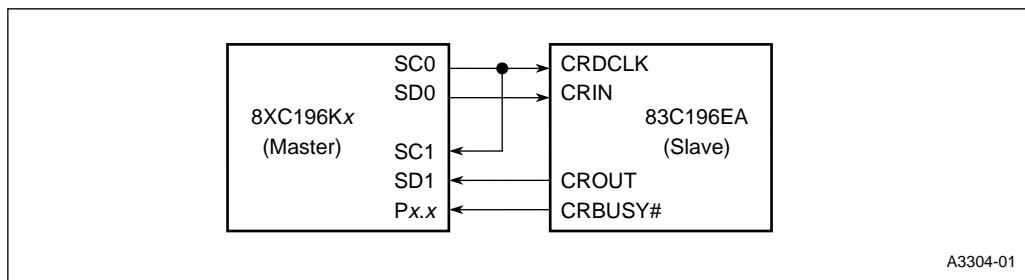 SC0
SD0
8XC196Kx
(Master)
SC1
SD1
Px.x
CRDCLK
CRIN
83C196EA
(Slave)
CROUT
CRBUSY#
A3304-01